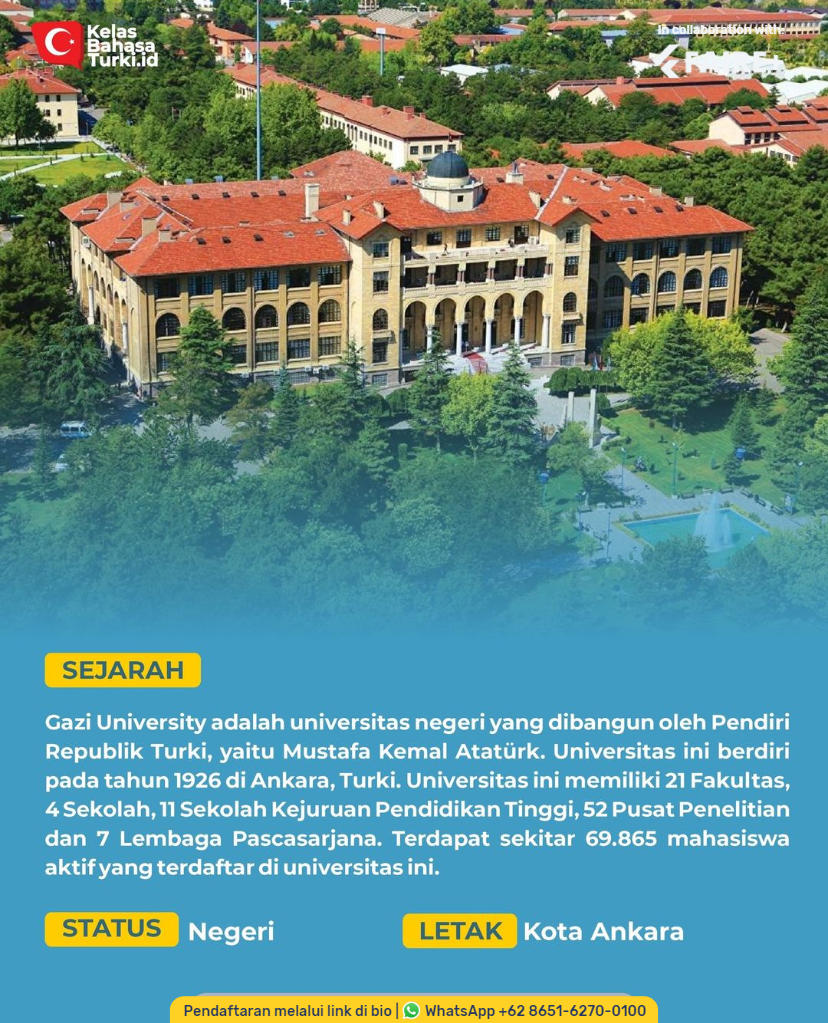 Kelas
Bahasa
Turki.id
In collaboration with:
SEJARAH
Gazi University adalah universitas negeri yang dibangun oleh Pendiri
Republik Turki, yaitu Mustafa Kemal Atatürk. Universitas ini berdiri
pada tahun 1926 di Ankara, Turki. Universitas ini memiliki 21 Fakultas,
4 Sekolah, 11 Sekolah Kejuruan Pendidikan Tinggi, 52 Pusat Penelitian
dan 7 Lembaga Pascasarjana. Terdapat sekitar 69.865 mahasiswa
aktif yang terdaftar di universitas ini.
STATUS Negeri
LETAK Kota Ankara
Pendaftaran melalui link di bio | WhatsApp +62 8651-6270-0100